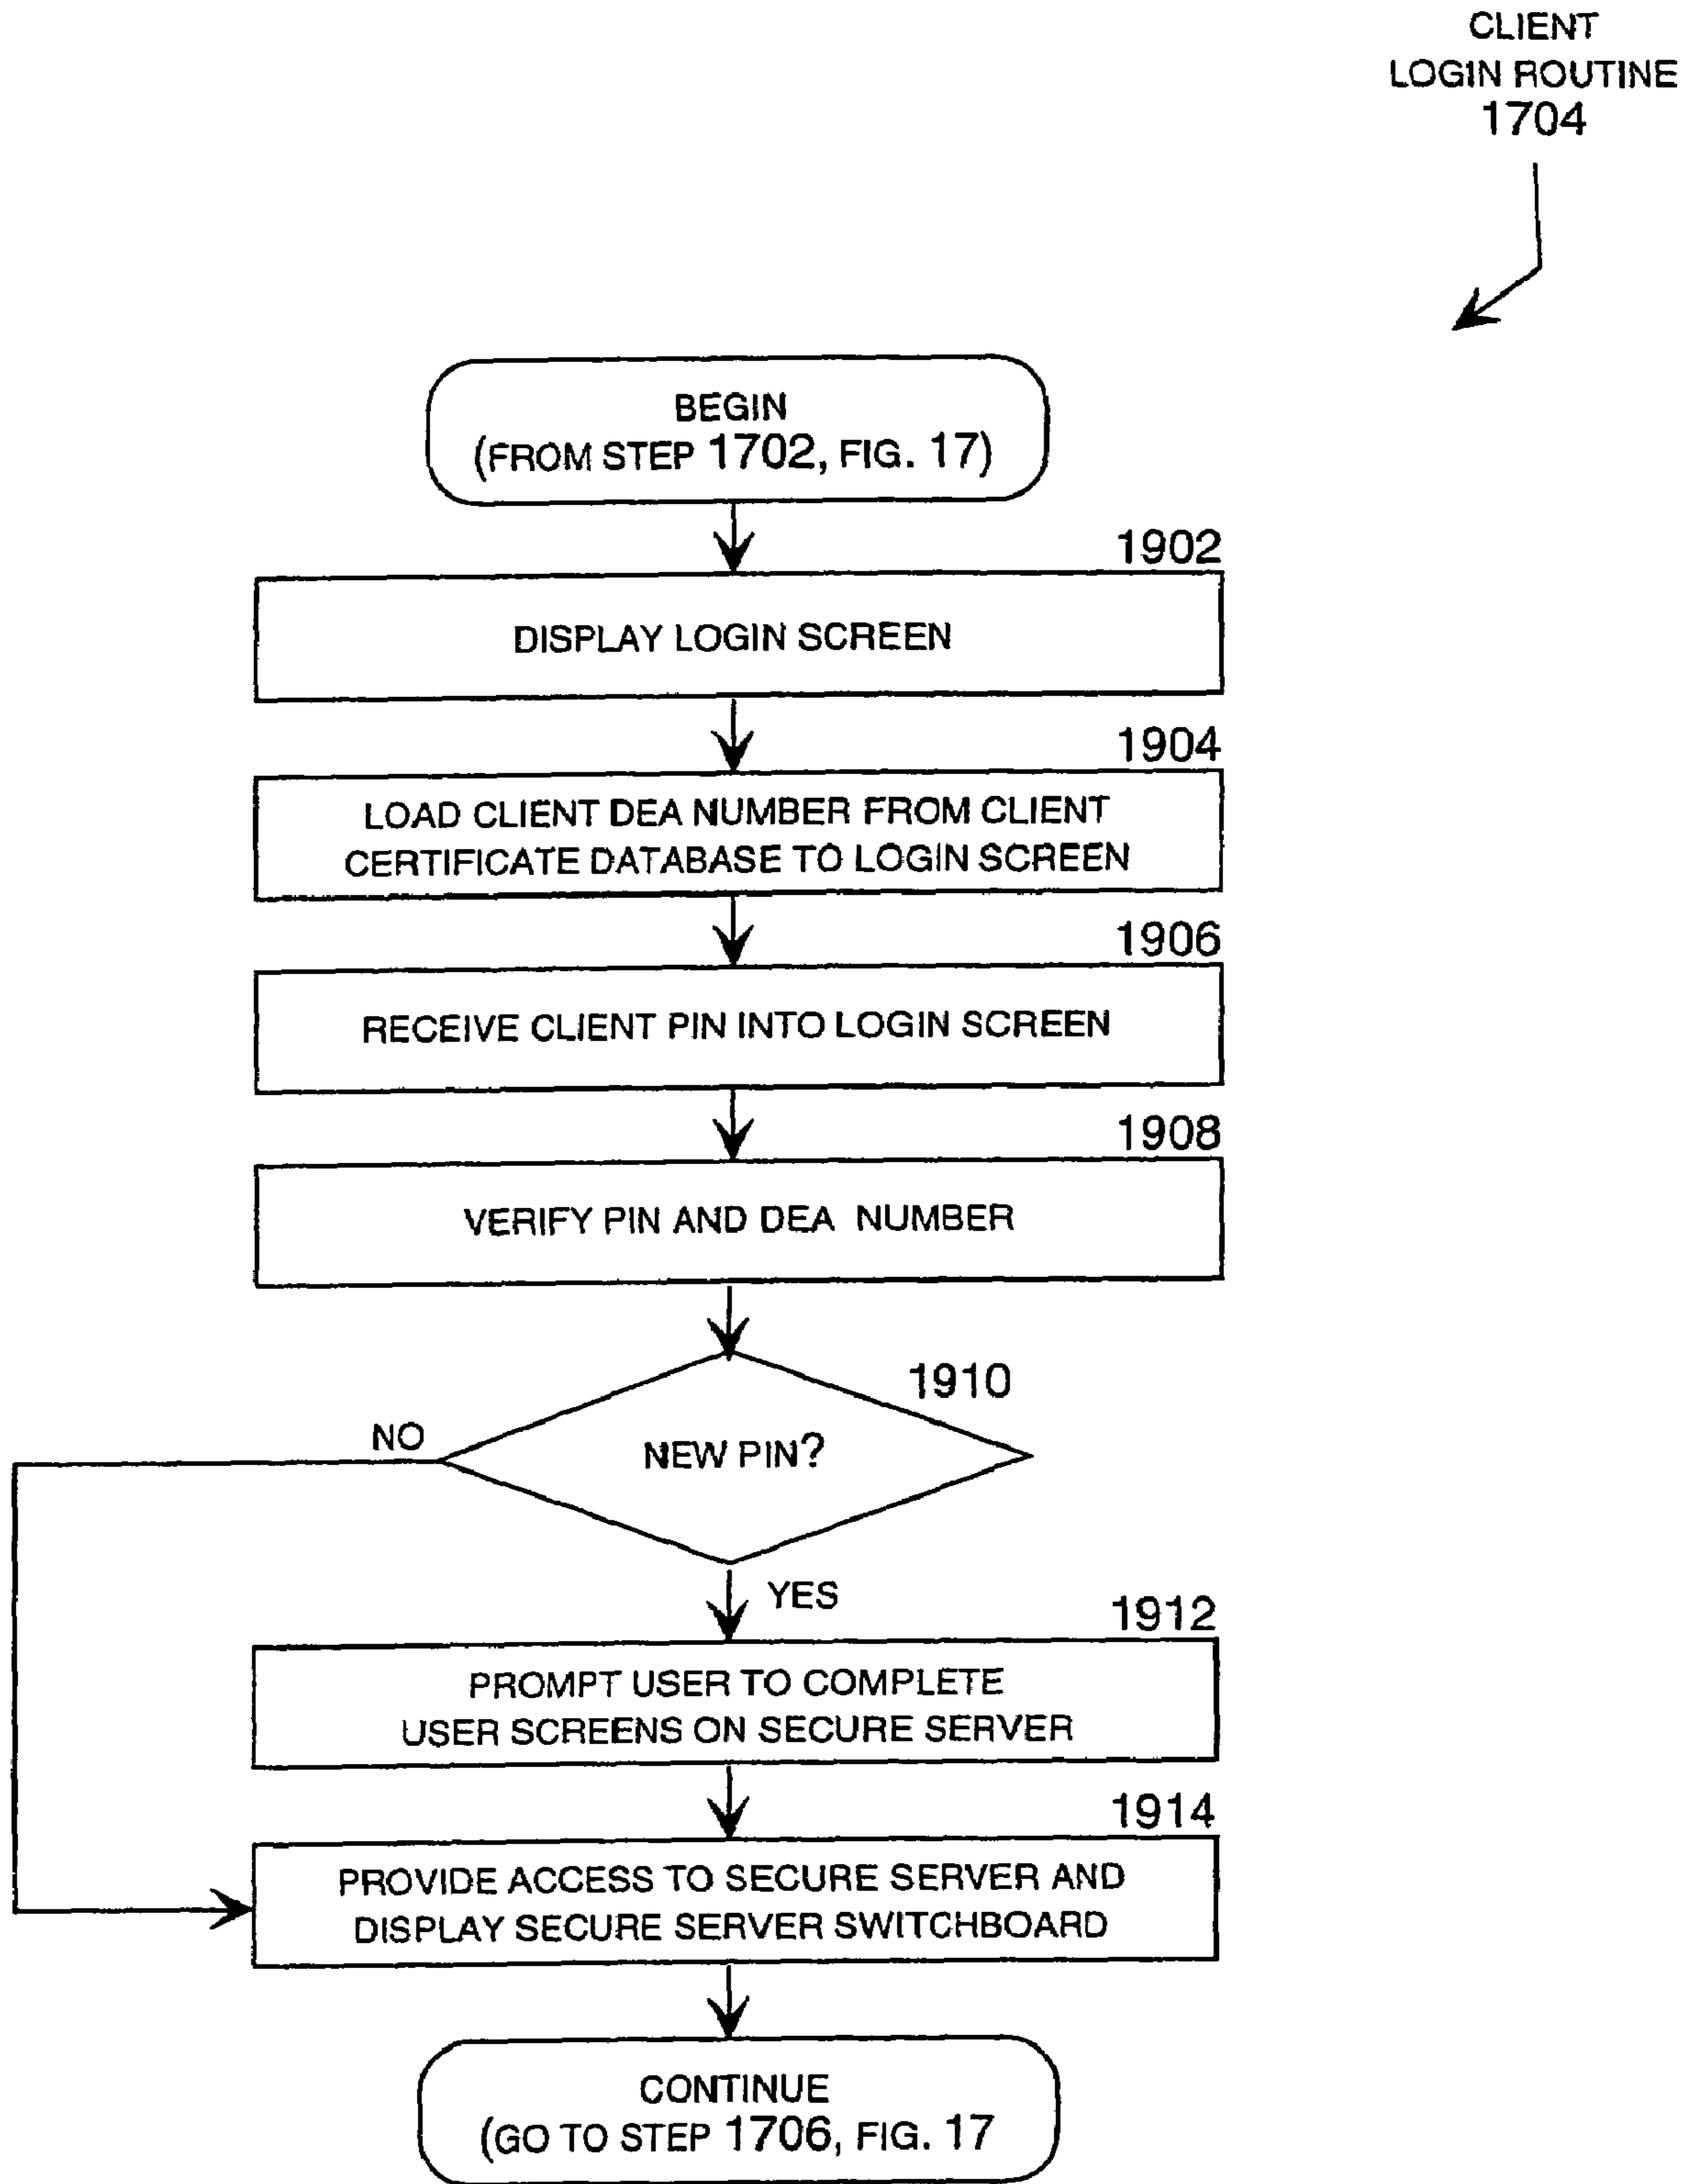 CLIENT
LOGIN ROUTINE
1704
BEGIN
(FROM STEP 1702, FIG. 17)
1902
DISPLAY LOGIN SCREEN
1904
LOAD CLIENT DEA NUMBER FROM CLIENT
CERTIFICATE DATABASE TO LOGIN SCREEN
1906
RECEIVE CLIENT PIN INTO LOGIN SCREEN
1908
VERIFY PIN AND DEA NUMBER
1910
NO
NEW PIN?
YES
1912
PROMPT USER TO COMPLETE
USER SCREENS ON SECURE SERVER
1914
PROVIDE ACCESS TO SECURE SERVER AND
DISPLAY SECURE SERVER SWITCHBOARD
CONTINUE
(GO TO STEP 1706, FIG. 17